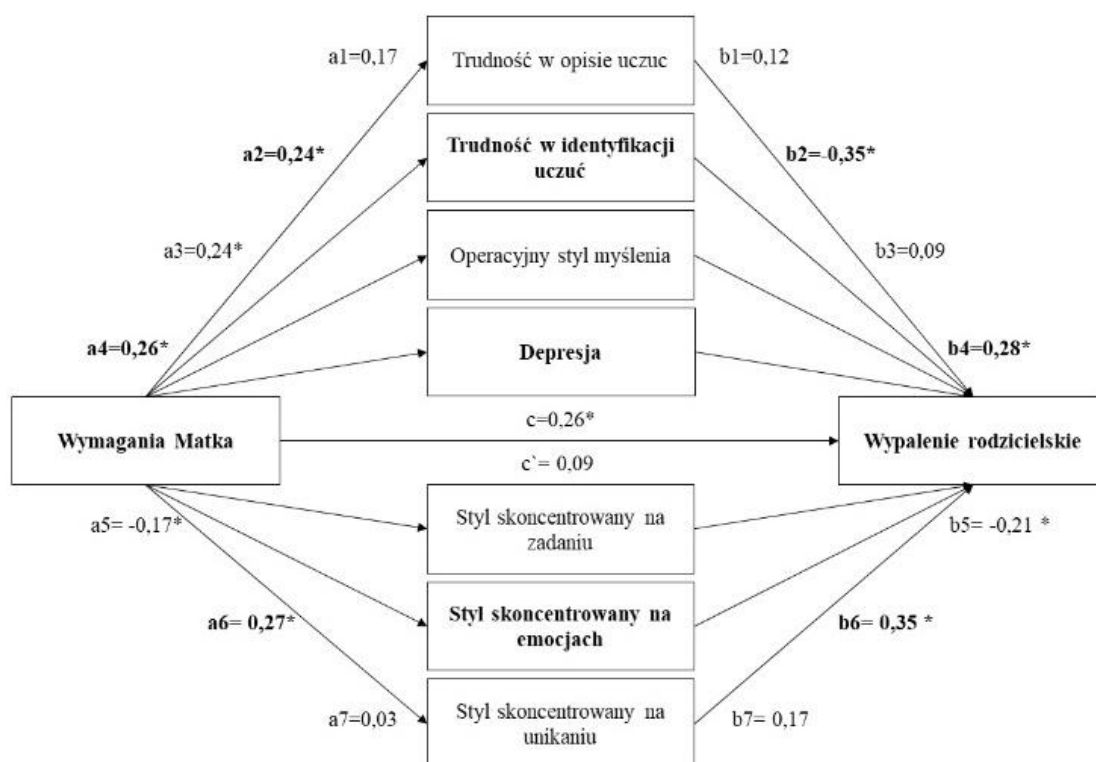 a1=0,17
Trudność w opisie uczuc
b1=0,12
a2=0,24*
Trudność w identyfikacji
uczuć
b2=-0,35*
a3=0,24*
Operacyjny styl myślenia
b3=0,09
a4=0,26*
Depresja
b4=0,28*
Wymagania Matka
c=0,26*
c`= 0,09
Wypalenie rodzicielskie
a5= -0,17*
Styl skoncentrowany na
zadaniu
b5= -0,21 *
a6= 0,27*
Styl skoncentrowany na
emocjach
b6= 0,35 *
a7=0,03
Styl skoncentrowany na
unikaniu
b7= 0,17